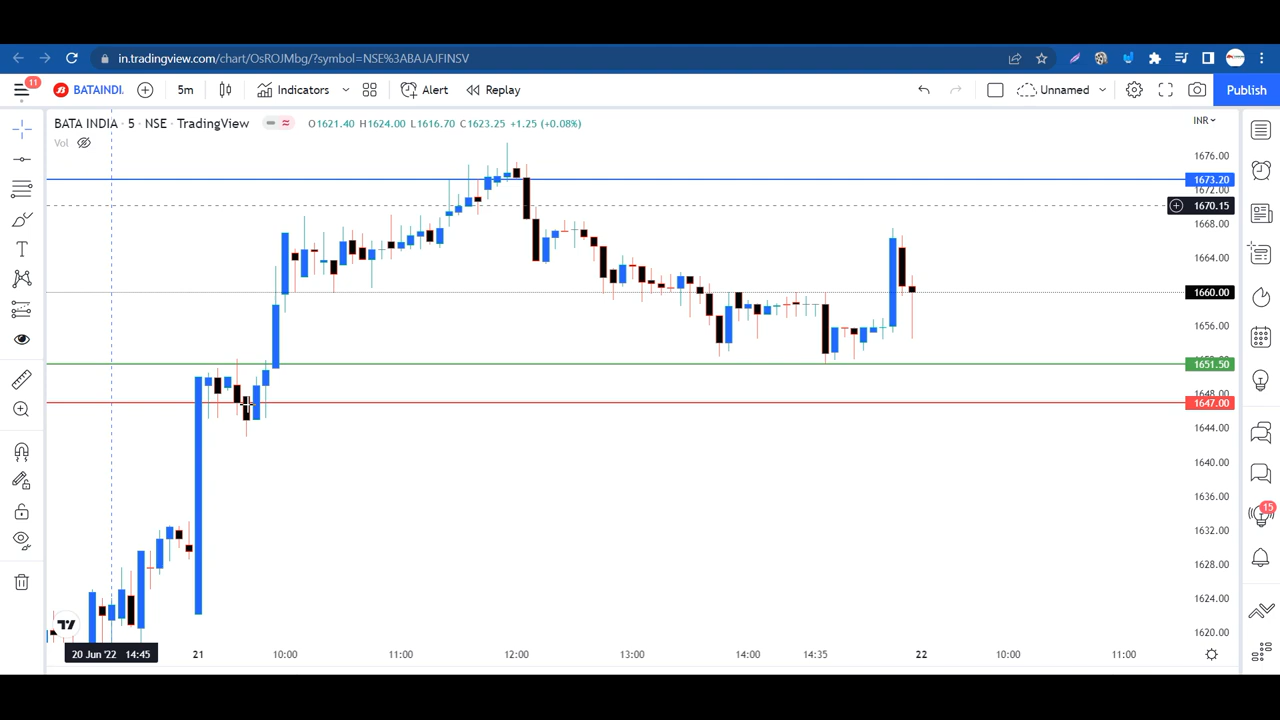 in.tradingview.com/chart/OsROJMbg/?symbol=NSE%3ABAJAJFINSV
11
BATAINDI.
5m
Indicators
Alert
Replay
Unnamed
Publish
BATA INDIA · 5 · NSE · TradingView
O1621.40 H1624.00 L1616.70 C1623.25 +1.25 (+0.08%)
INR
Vol
1676.00
1673.20
1672.00
1670.15
1668.00
1664.00
1660.00
1656.00
1651.50
1648.00
1647.00
1644.00
1640.00
1636.00
1632.00
1628.00
1624.00
1620.00
15
20 Jun '22 14:45
21
10:00
11:00
12:00
13:00
14:00
14:35
22
10:00
11:00